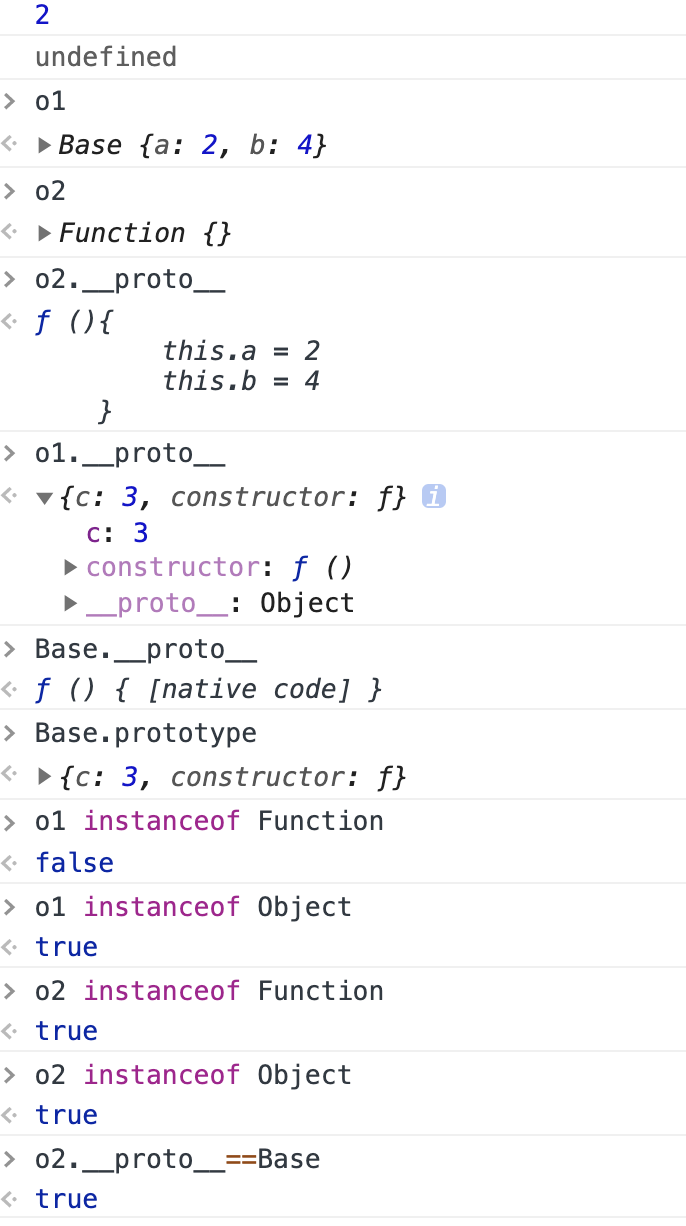 2
undefined
> o1
<· ▶Base {a: 2, b: 4}
> o2
<· ▶Function {}
> o2.__proto__
<· ƒ (){
        this.a = 2
        this.b = 4
    }
> o1.__proto__
<· ▼{c: 3, constructor: ƒ} i
    c: 3
  ▶constructor: ƒ ()
  ▶__proto__: Object
> Base.__proto__
<· ƒ () { [native code] }
> Base.prototype
<· ▶{c: 3, constructor: ƒ}
> o1 instanceof Function
<· false
> o1 instanceof Object
<· true
> o2 instanceof Function
<· true
> o2 instanceof Object
<· true
> o2.__proto__==Base
<· true